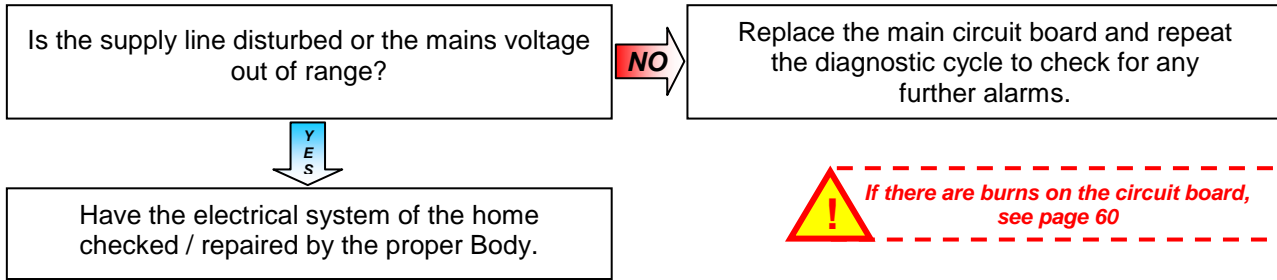 Is the supply line disturbed or the mains voltage
out of range?
NO
Replace the main circuit board and repeat
the diagnostic cycle to check for any
further alarms.
YES
Have the electrical system of the home
checked / repaired by the proper Body.
!
If there are burns on the circuit board,
see page 60